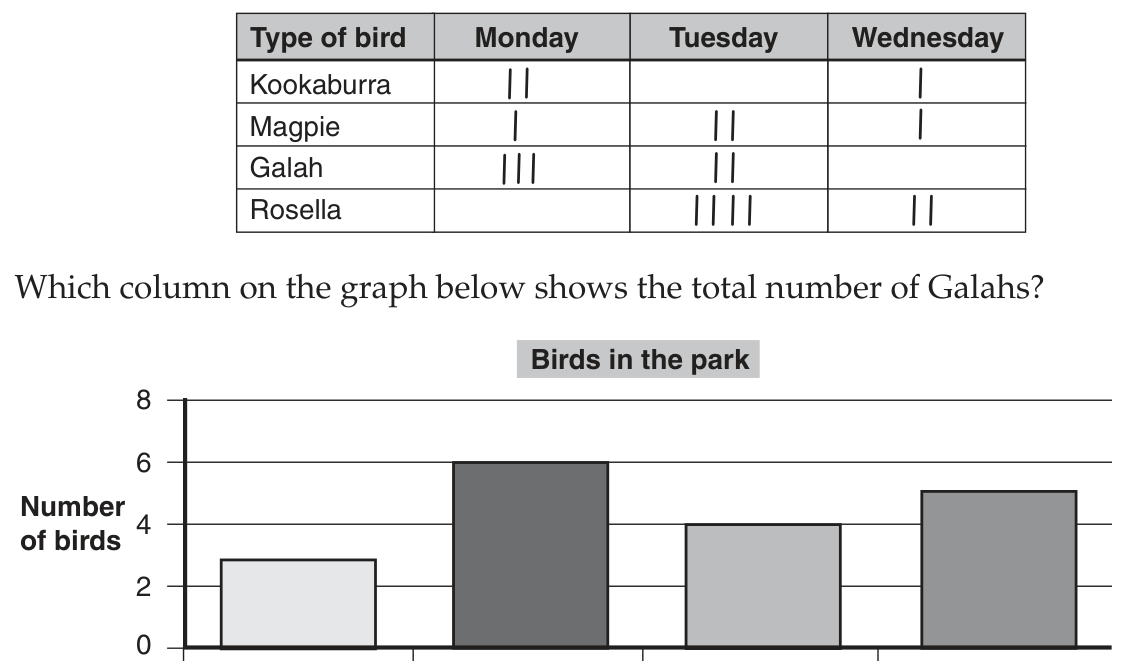 Type of bird Monday Tuesday Wednesday
Kookaburra || |
Magpie | || |
Galah ||| ||
Rosella |||| ||
Which column on the graph below shows the total number of Galahs?
Birds in the park
8
6
Number
of birds
4
2
0